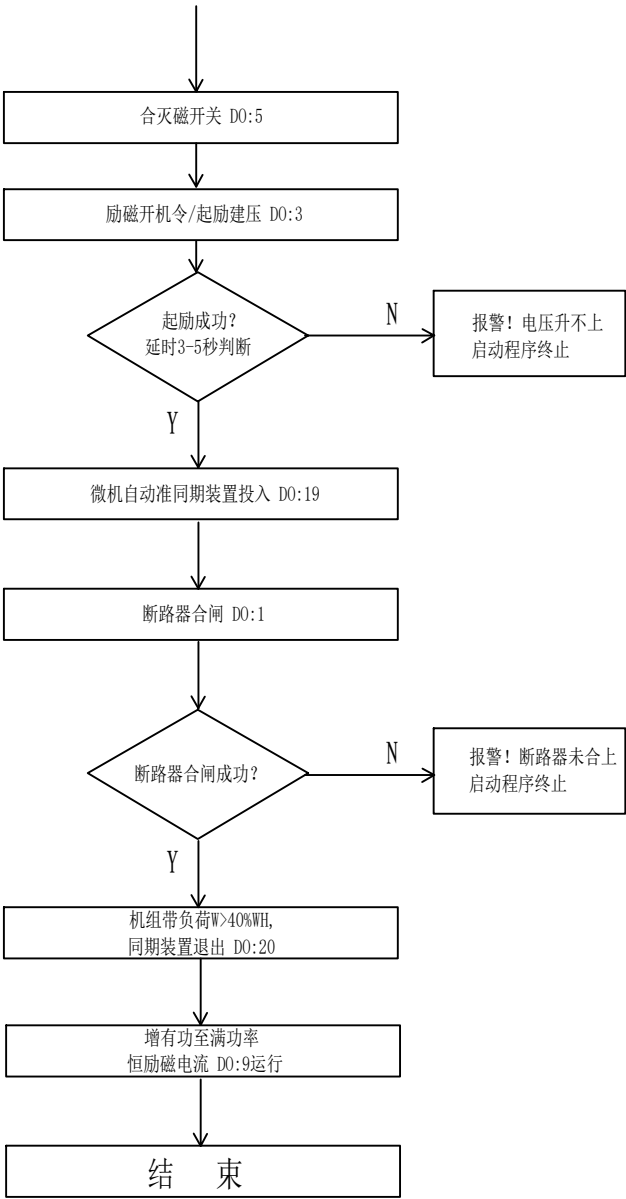 合灭磁开关 DO:5
励磁开机令/起励建压 DO:3
起励成功?
延时3-5秒判断
N
报警! 电压升不上
启动程序终止
Y
微机自动准同期装置投入 DO:19
断路器合闸 DO:1
断路器合闸成功?
N
报警! 断路器未合上
启动程序终止
Y
机组带负荷W>40%WH,
同期装置退出 DO:20
增有功至满功率
恒励磁电流 DO:9运行
结 束